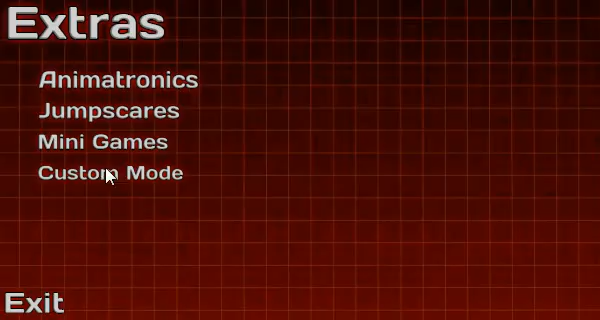 Extras
Animatronics
Jumpscares
Mini Games
Custom Mode
Exit